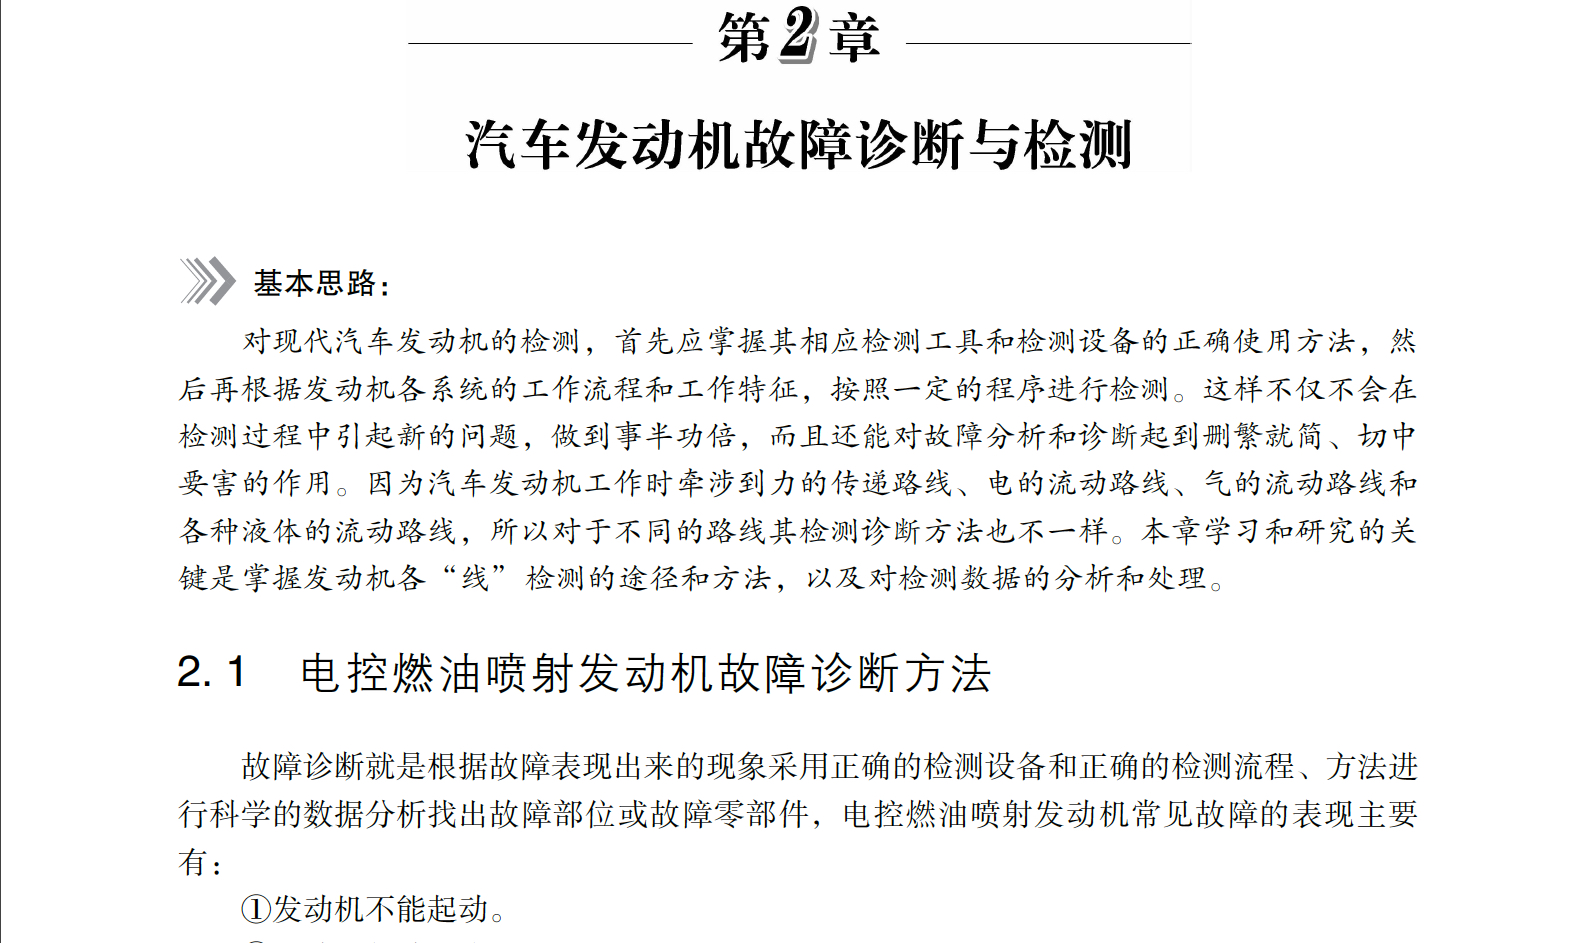 第2章
汽车发动机故障诊断与检测
基本思路：
对现代汽车发动机的检测，首先应掌握其相应检测工具和检测设备的正确使用方法，然
后再根据发动机各系统的工作流程和工作特征，按照一定的程序进行检测。这样不仅不会在
检测过程中引起新的问题，做到事半功倍，而且还能对故障分析和诊断起到删繁就简、切中
要害的作用。因为汽车发动机工作时牵涉到力的传递路线、电的流动路线、气的流动路线和
各种液体的流动路线，所以对于不同的路线其检测诊断方法也不一样。本章学习和研究的关
键是掌握发动机各“线”检测的途径和方法，以及对检测数据的分析和处理。
2.1 电控燃油喷射发动机故障诊断方法
故障诊断就是根据故障表现出来的现象采用正确的检测设备和正确的检测流程、方法进
行科学的数据分析找出故障部位或故障零部件，电控燃油喷射发动机常见故障的表现主要
有：
①发动机不能起动。